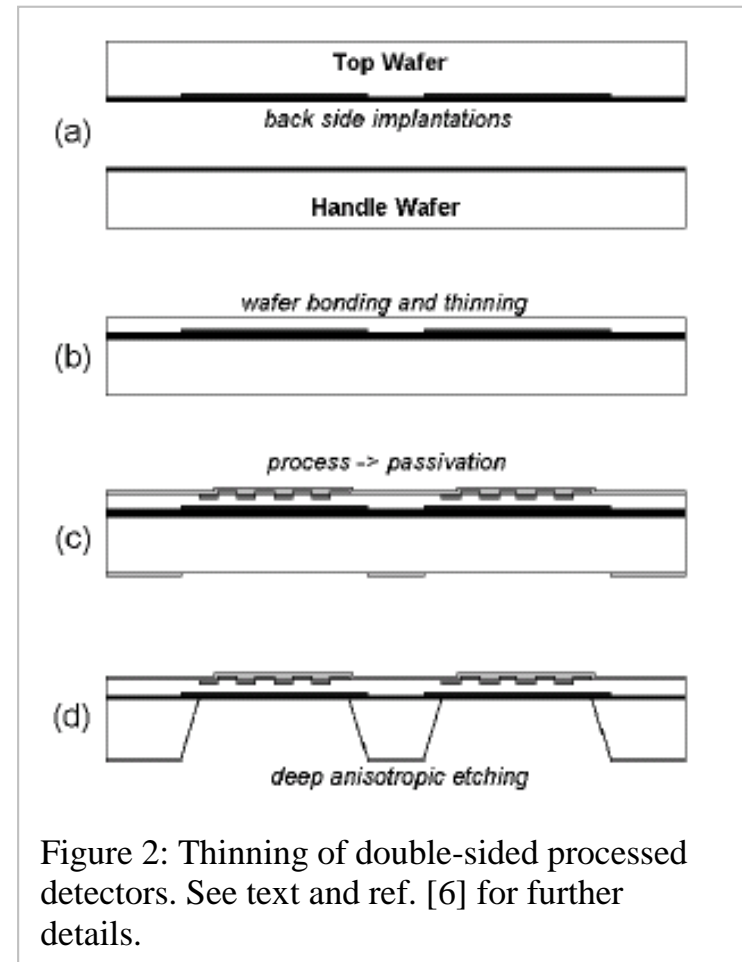 Top Wafer
back side implantations
(a)
Handle Wafer
wafer bonding and thinning
(b)
process -> passivation
(c)
(d)
deep anisotropic etching
Figure 2: Thinning of double-sided processed
detectors. See text and ref. [6] for further
details.